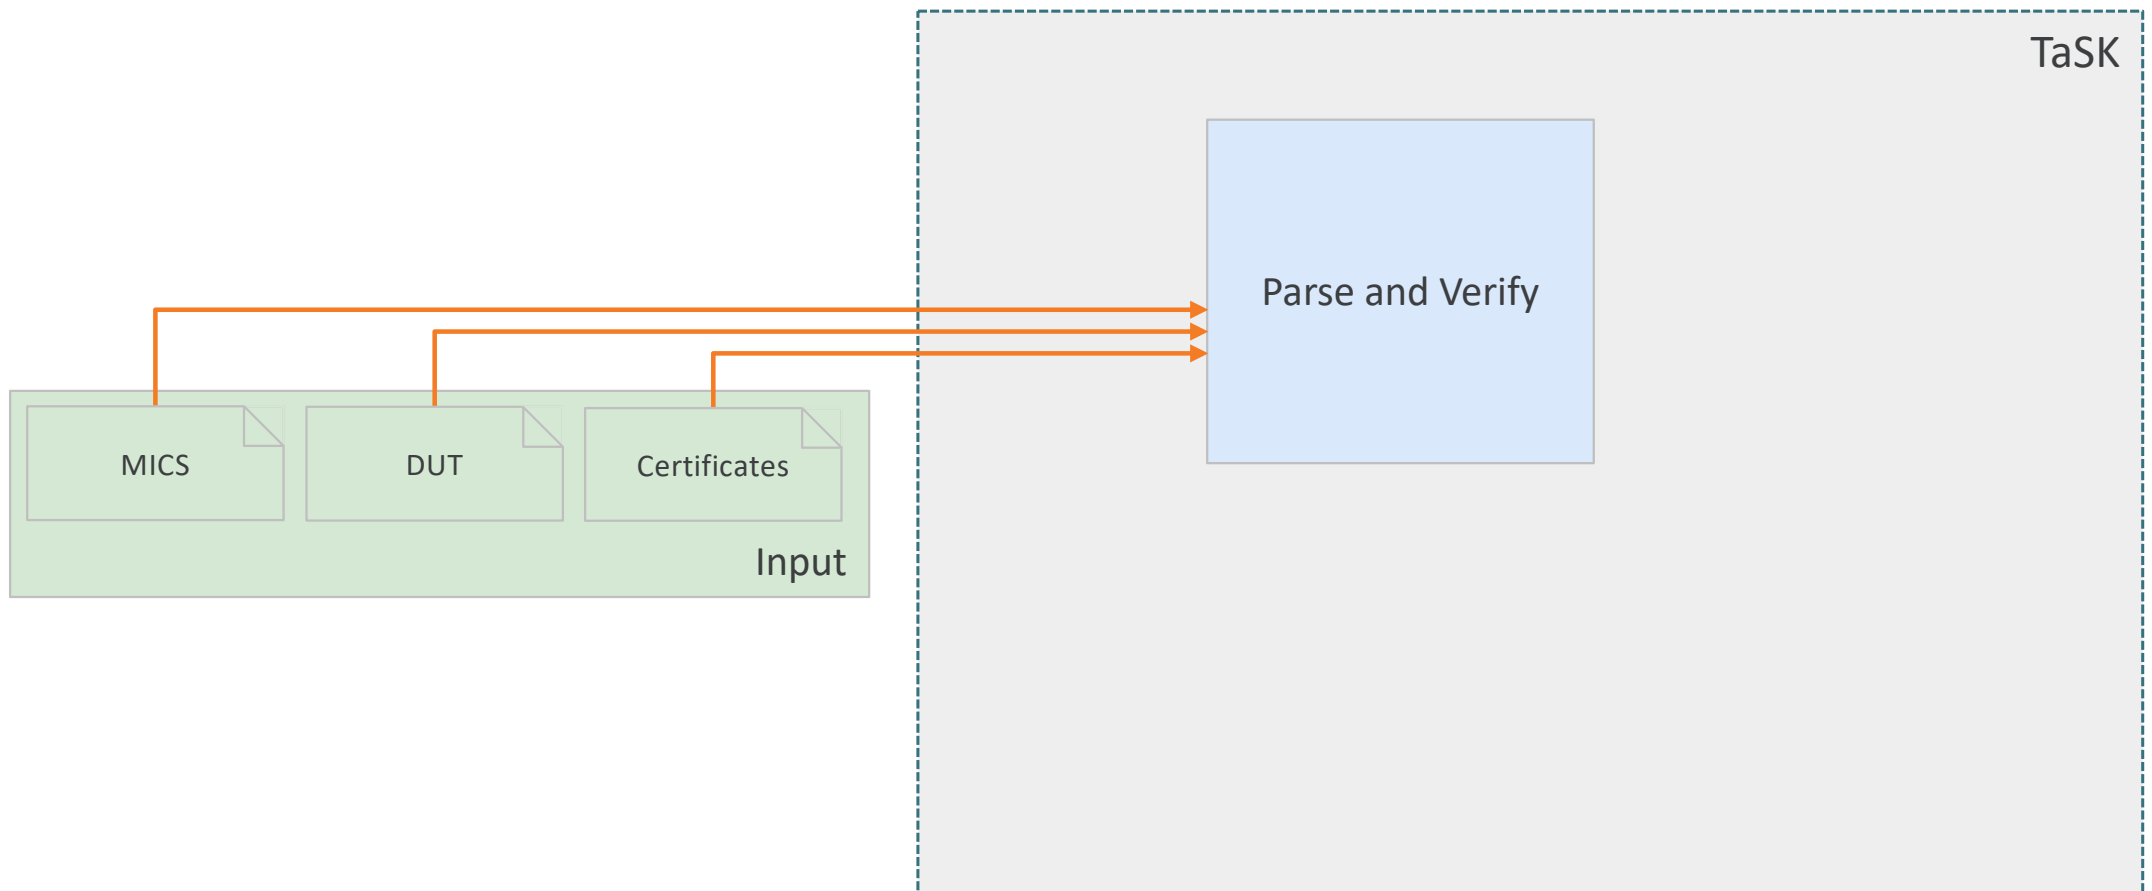 TaSK
Parse and Verify
MICS
DUT
Certificates
Input